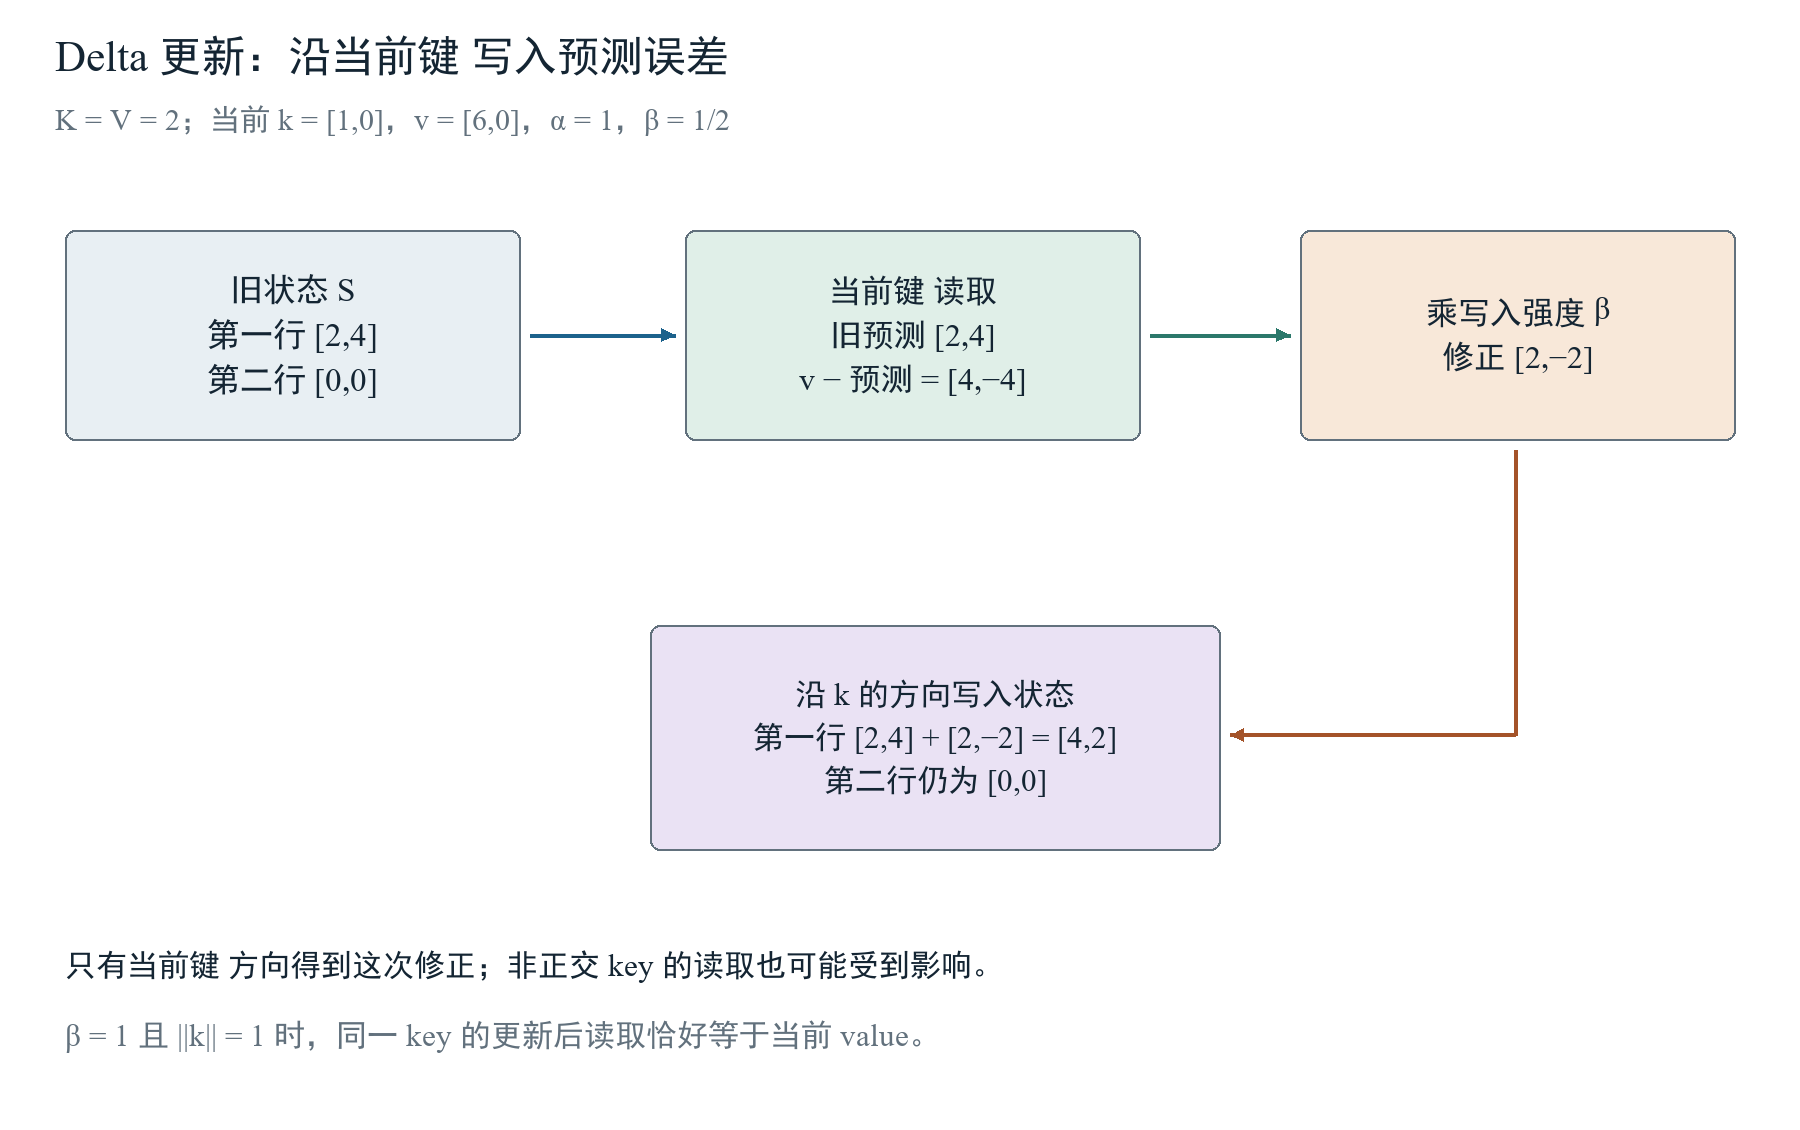 Delta 更新：沿当前键 写入预测误差
K = V = 2；当前 k = [1,0]，v = [6,0]，α = 1，β = 1/2
旧状态 S
第一行 [2,4]
第二行 [0,0]
当前键 读取
旧预测 [2,4]
v − 预测 = [4,−4]
乘写入强度 β
修正 [2,−2]
沿 k 的方向写入状态
第一行 [2,4] + [2,−2] = [4,2]
第二行仍为 [0,0]
只有当前键 方向得到这次修正；非正交 key 的读取也可能受到影响。
β = 1 且 ||k|| = 1 时，同一 key 的更新后读取恰好等于当前 value。